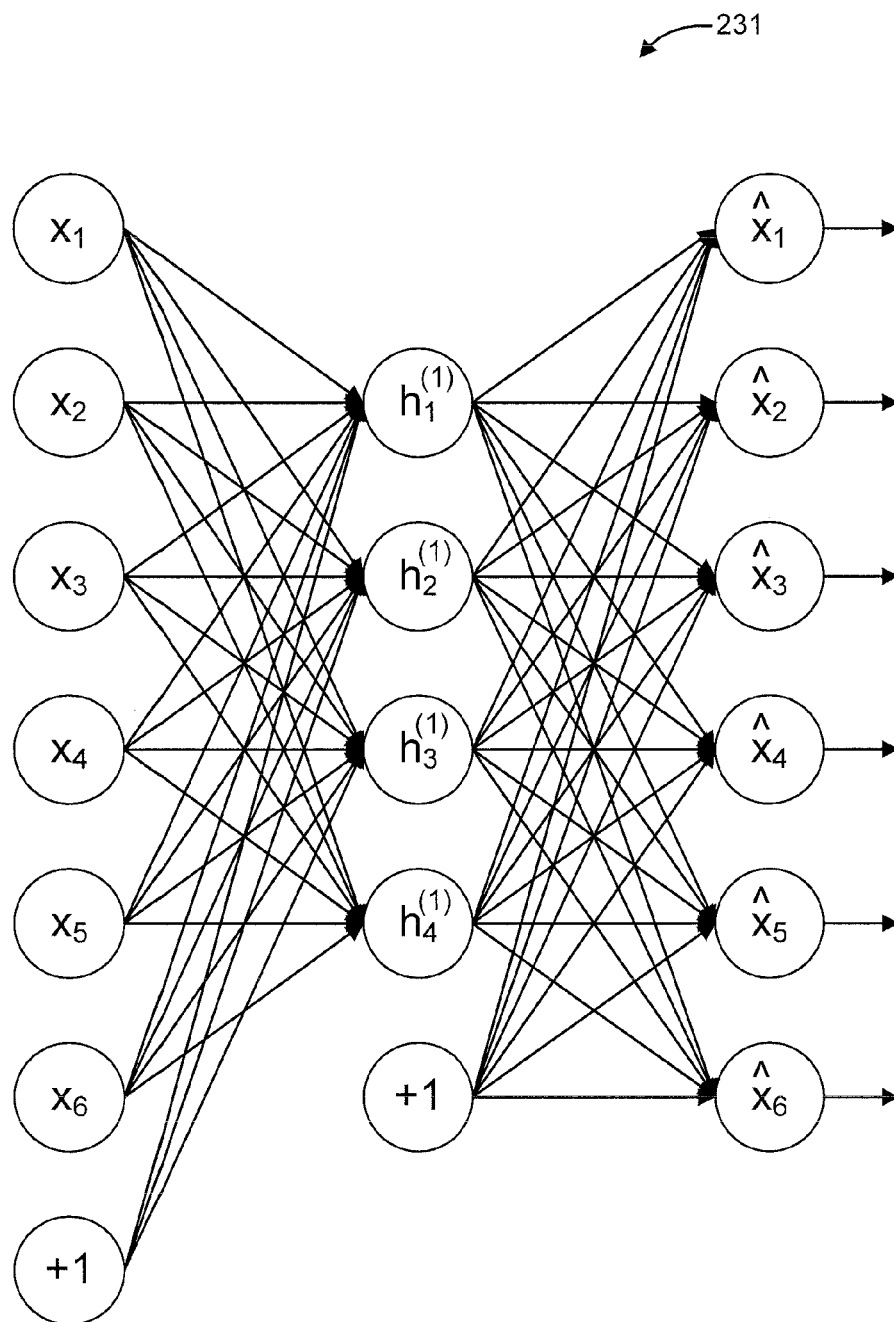 231
x₁
x₂
x₃
x₄
x₅
x₆
+1
h₁⁽¹⁾
h₂⁽¹⁾
h₃⁽¹⁾
h₄⁽¹⁾
+1
x̂₁
x̂₂
x̂₃
x̂₄
x̂₅
x̂₆